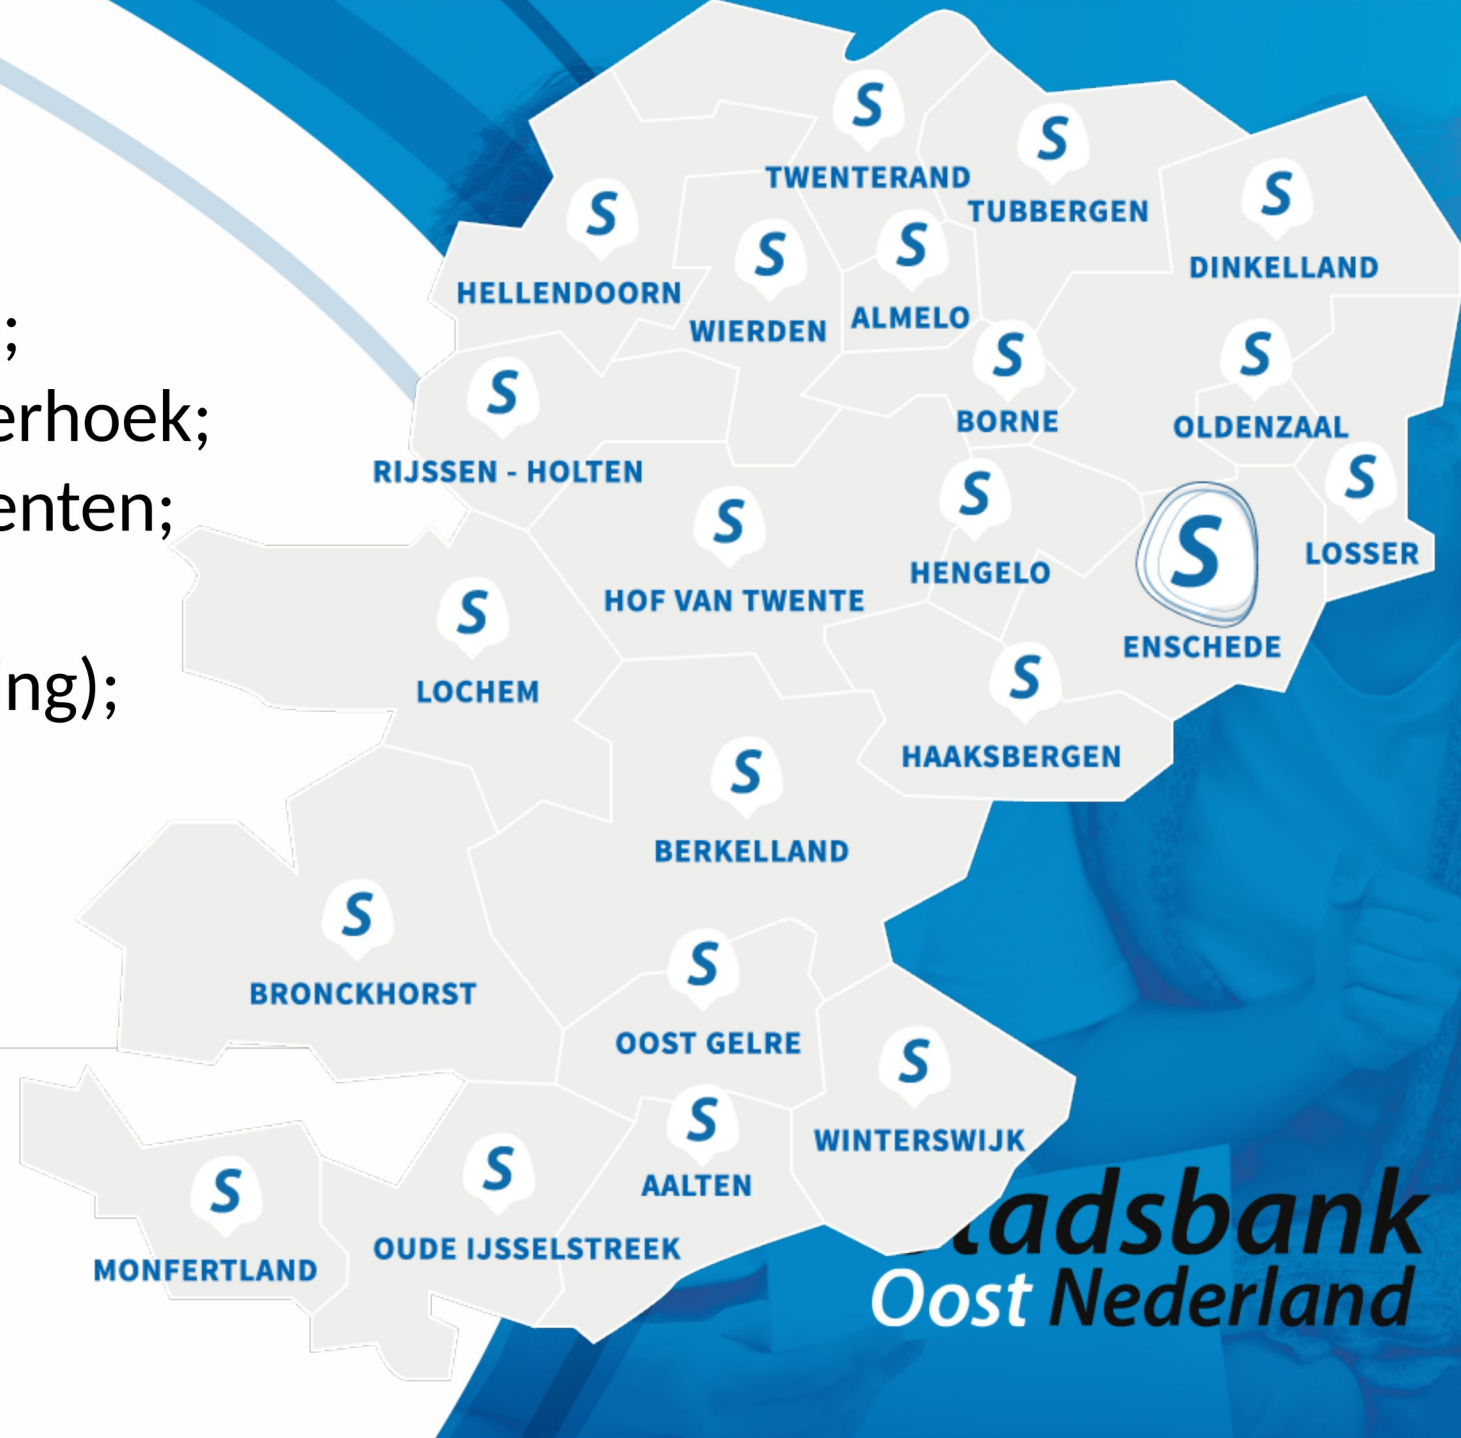 ;
erhoek;
enten;
ing);
S
TWENTERAND
S
TUBBERGEN
S
DINKELLAND
S
HELLENDOORN
S
WIERDEN
S
ALMELO
S
BORNE
S
OLDENZAAL
S
RIJSSEN - HOLTEN
S
HOF VAN TWENTE
S
HENGELO
S
ENSCHEDE
S
LOSSER
S
LOCHEM
S
HAAKSBERGEN
S
BERKELLAND
S
BRONCKHORST
S
OOST GELRE
S
WINTERSWIJK
S
AALTEN
S
OUDE IJSSELSTREEK
S
MONFERTLAND
tadsbank
Oost Nederland